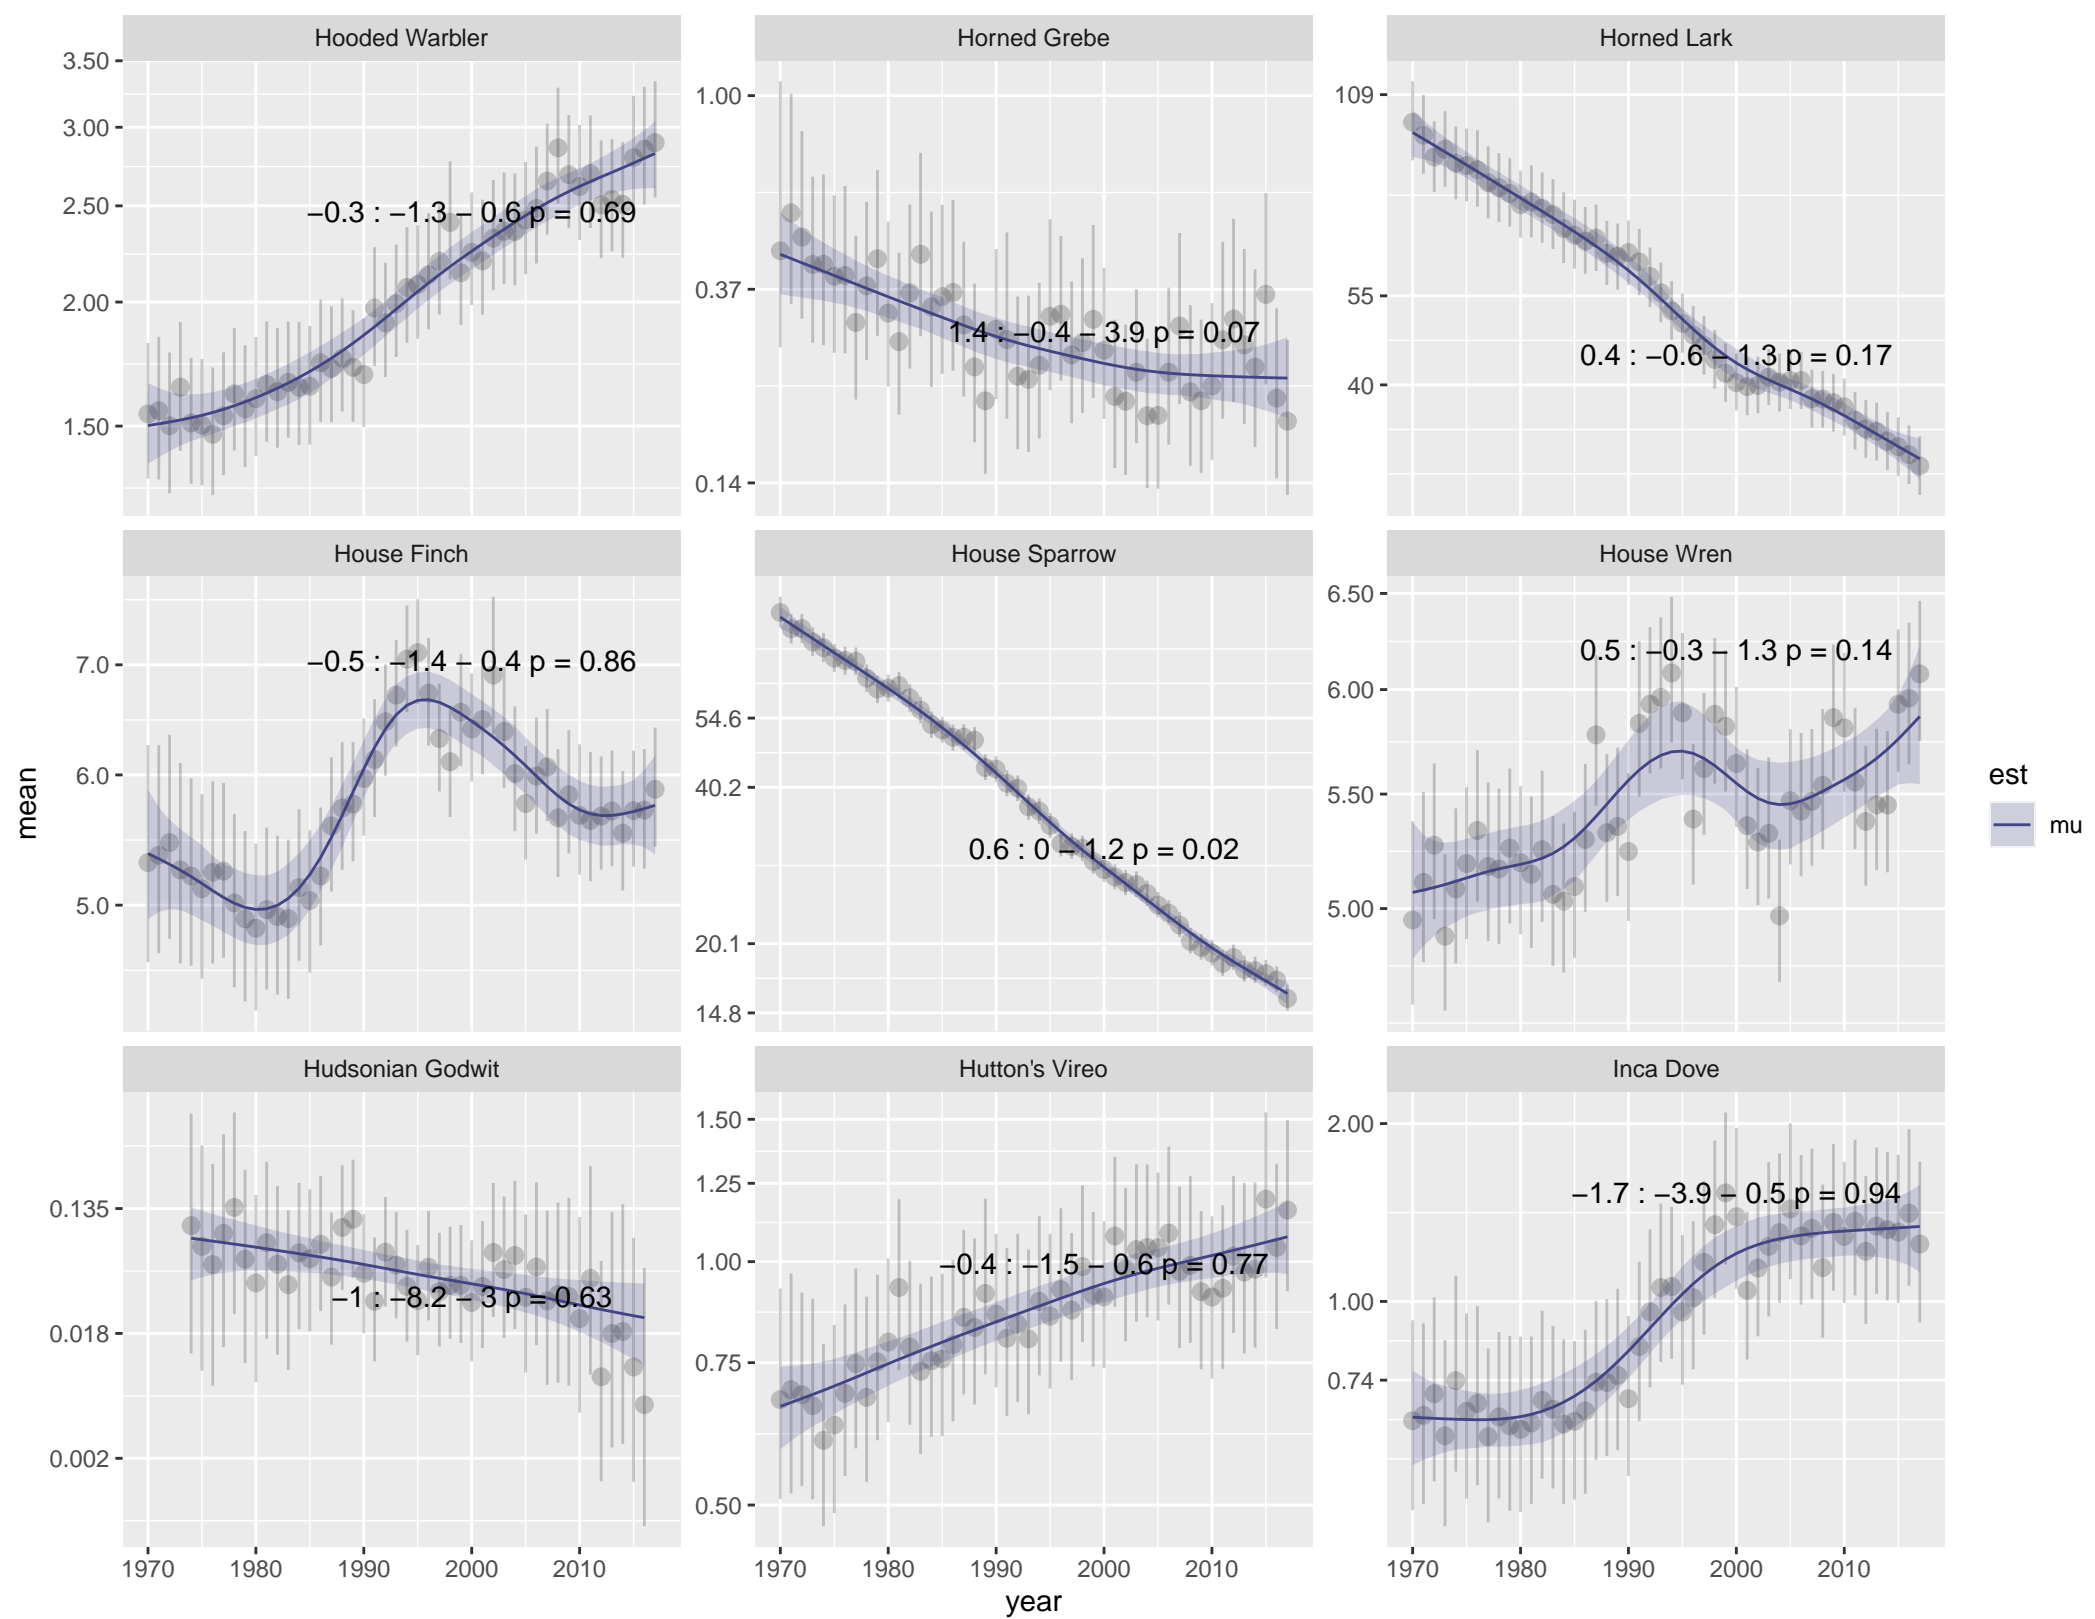 Hooded Warbler
Horned Grebe
Horned Lark
3.50
3.00
2.50
2.00
1.50
−0.3 : −1.3 − 0.6 p = 0.69
1.00
0.37
0.14
1.4 : −0.4 − 3.9 p = 0.07
109
55
40
0.4 : −0.6 − 1.3 p = 0.17
House Finch
House Sparrow
House Wren
7.0
6.0
5.0
−0.5 : −1.4 − 0.4 p = 0.86
54.6
40.2
20.1
14.8
0.6 : 0 − 1.2 p = 0.02
6.50
6.00
5.50
5.00
0.5 : −0.3 − 1.3 p = 0.14
Hudsonian Godwit
Hutton's Vireo
Inca Dove
0.135
0.018
0.002
−1 : −8.2 − 3 p = 0.63
1.50
1.25
1.00
0.75
0.50
−0.4 : −1.5 − 0.6 p = 0.77
2.00
1.00
0.74
−1.7 : −3.9 − 0.5 p = 0.94
1970 1980 1990 2000 2010
1970 1980 1990 2000 2010
1970 1980 1990 2000 2010
year
mean
est
mu